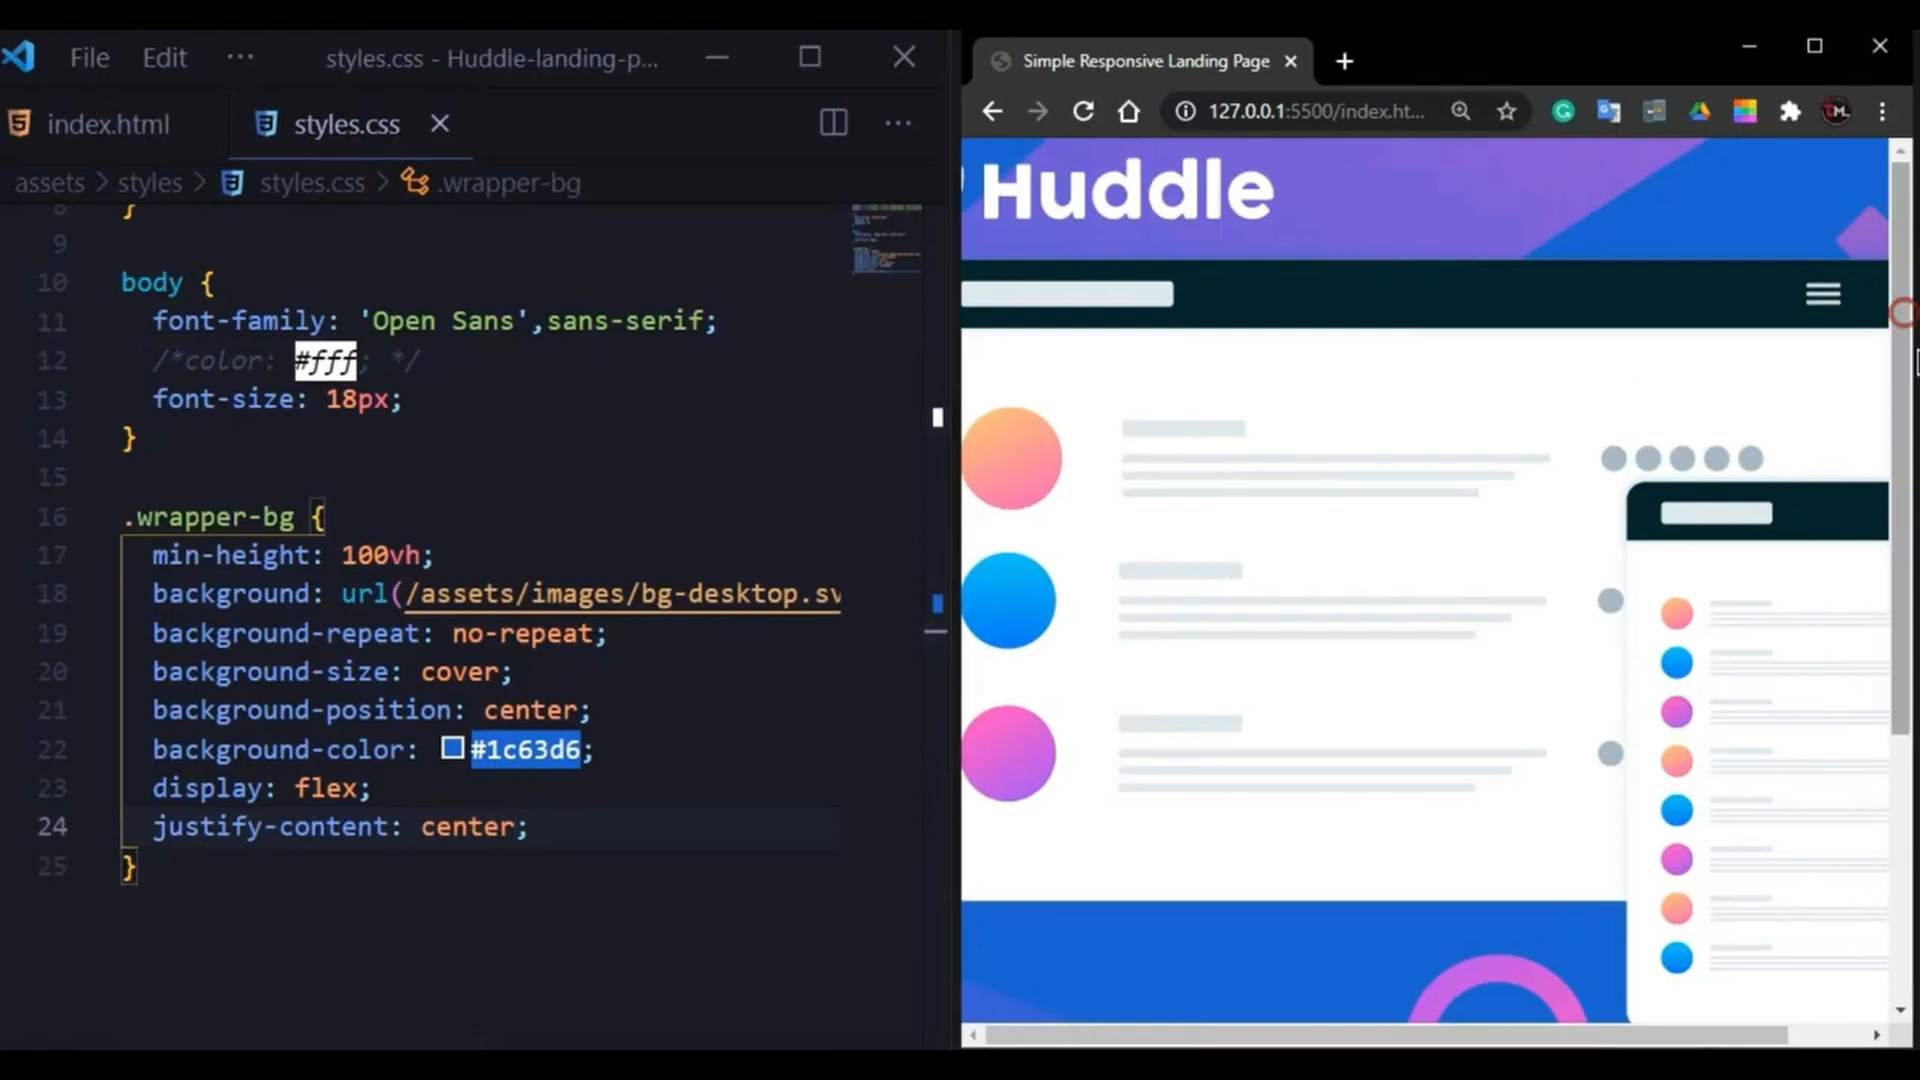 File Edit ··· styles.css - Huddle-landing-p...
index.html styles.css
assets > styles > styles.css > .wrapper-bg
8 }
9
10 body {
11 font-family: 'Open Sans',sans-serif;
12 /*color: #fff; */
13 font-size: 18px;
14 }
15
16 .wrapper-bg {
17 min-height: 100vh;
18 background: url(/assets/images/bg-desktop.sv
19 background-repeat: no-repeat;
20 background-size: cover;
21 background-position: center;
22 background-color: #1c63d6;
23 display: flex;
24 justify-content: center;
25 }
Simple Responsive Landing Page
127.0.0.1:5500/index.ht...
Huddle